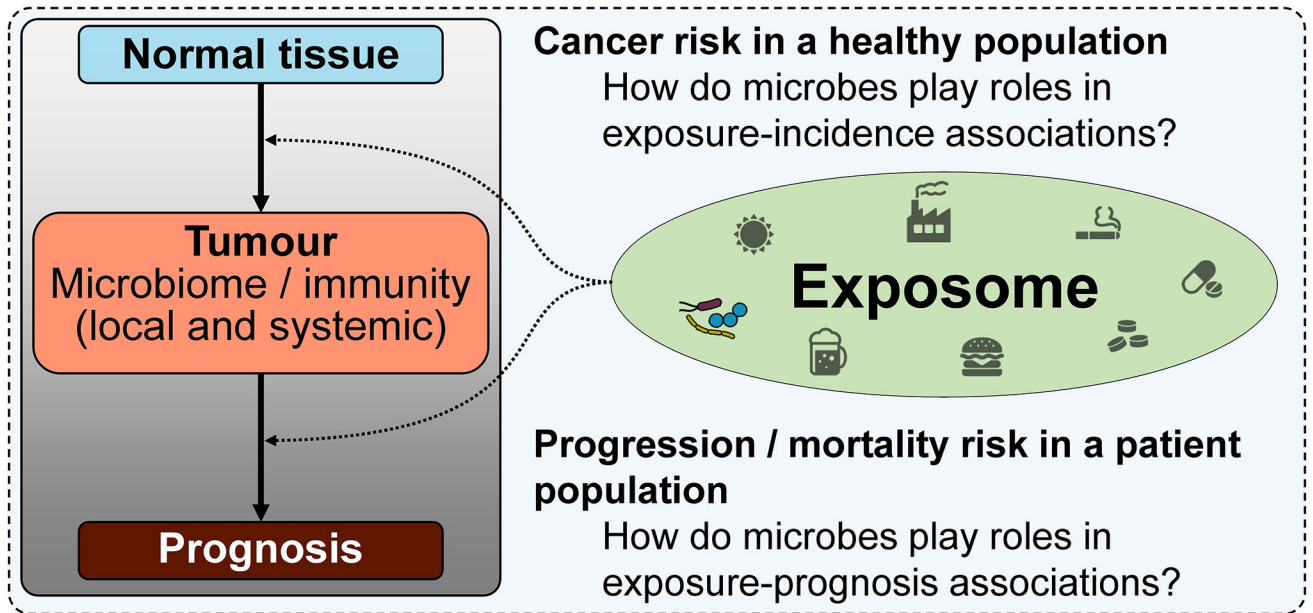 Normal tissue
Tumour
Microbiome / immunity
(local and systemic)
Prognosis
Cancer risk in a healthy population
How do microbes play roles in
exposure-incidence associations?
Exposome
Progression / mortality risk in a patient
population
How do microbes play roles in
exposure-prognosis associations?